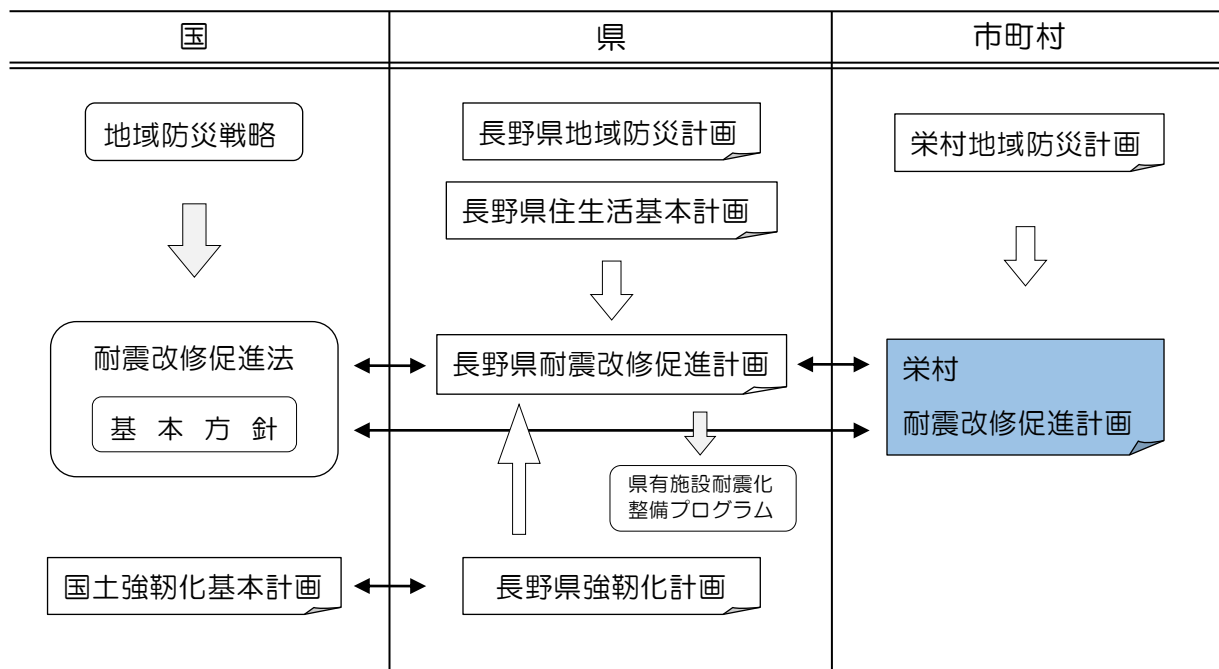 国
県
市町村
地域防災戦略
長野県地域防災計画
栄村地域防災計画
長野県住生活基本計画
耐震改修促進法
基本方針
長野県耐震改修促進計画
栄村
耐震改修促進計画
県有施設耐震化
整備プログラム
国土強靭化基本計画
長野県強靭化計画